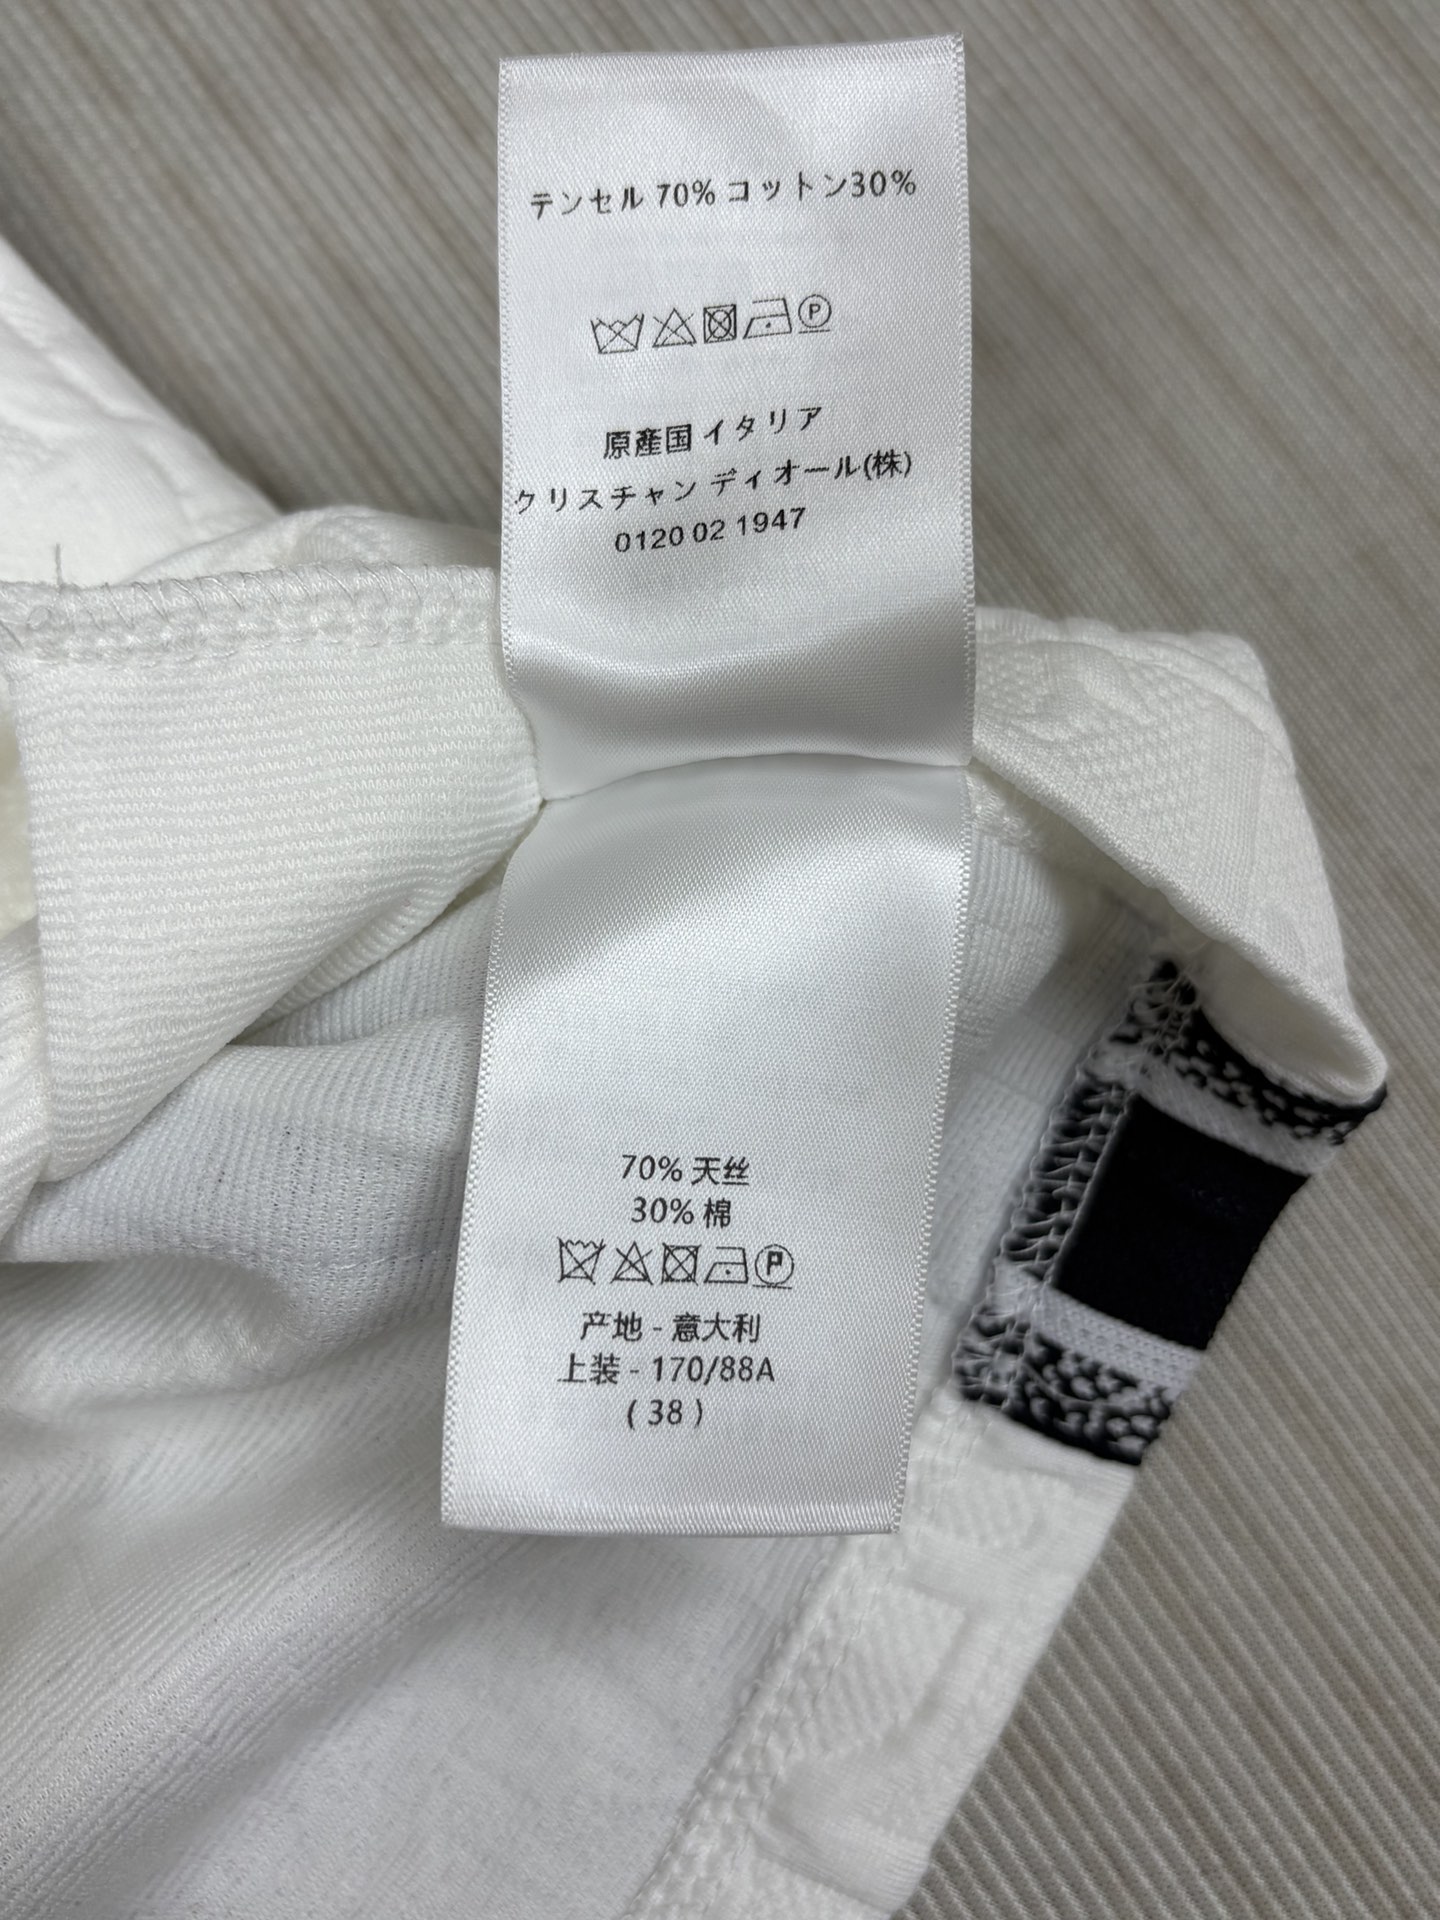 テンセル 70% コットン30%
P
原産国 イタリア
クリスチャン ディオール(株)
0120 02 1947
70% 天丝
30% 棉
P
产地 - 意大利
上装 - 170/88A
( 38 )